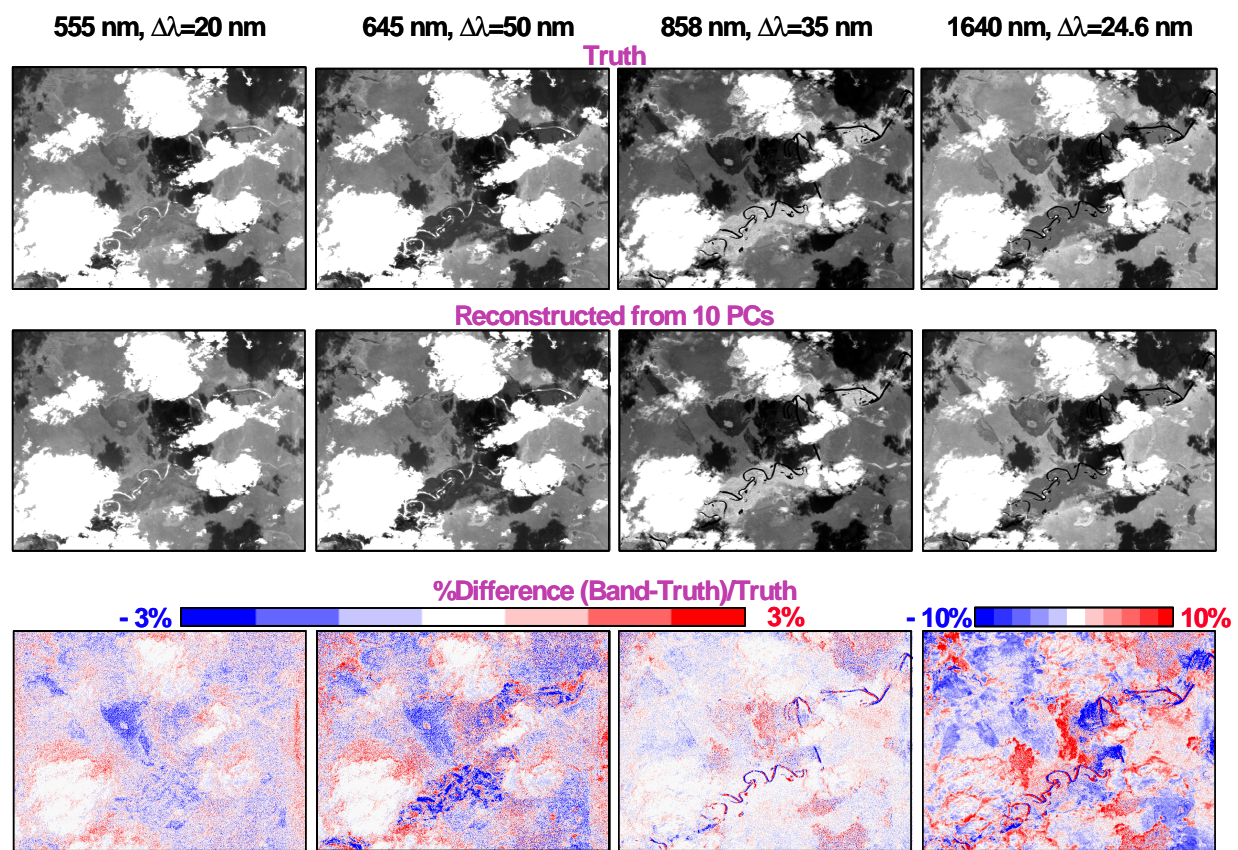 555 nm, Δλ=20 nm 645 nm, Δλ=50 nm 858 nm, Δλ=35 nm 1640 nm, Δλ=24.6 nm
Truth
Reconstructed from 10 PCs
%Difference (Band-Truth)/Truth
- 3% 3% - 10% 10%